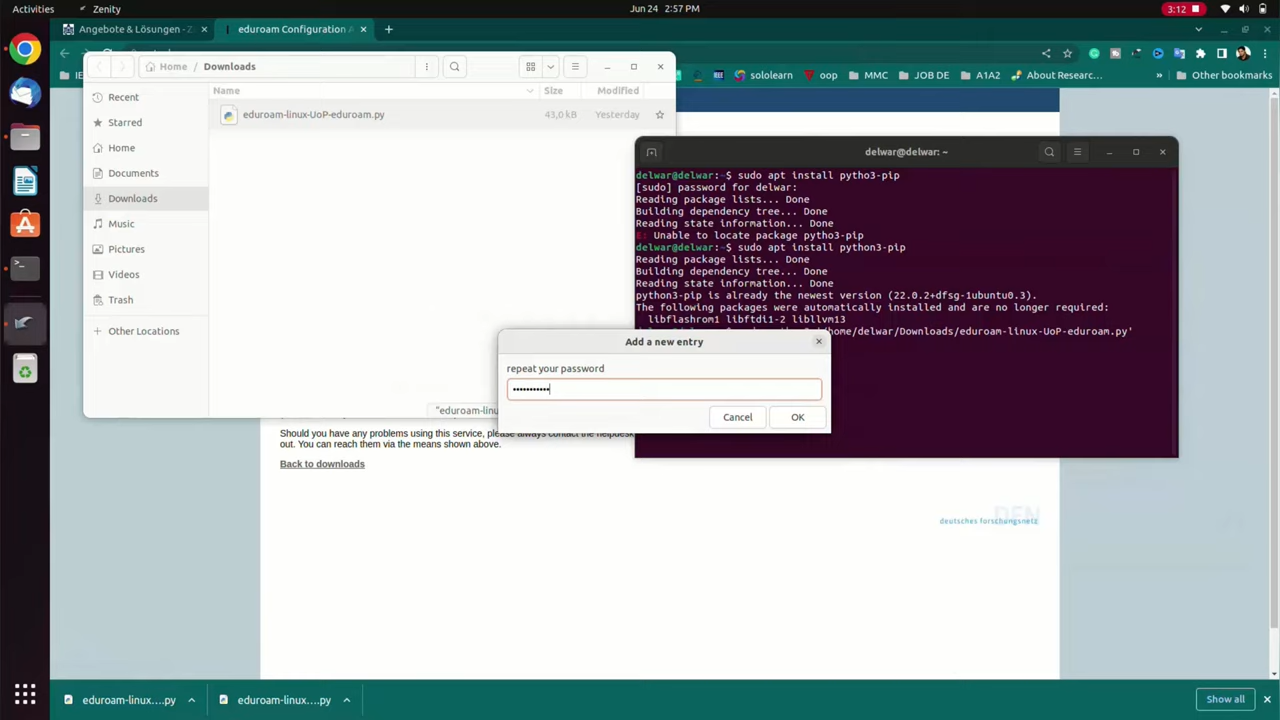 Activities
Zenity
Jun 24 2:57 PM
3:12
Angebote & Lösungen - Z
eduroam Configuration A
sololearn
oop
MMC
JOB DE
A1A2
About Researc...
»
Other bookmarks
Home / Downloads
Name
Size
Modified
Recent
Starred
Home
Documents
Downloads
Music
Pictures
Videos
Trash
Other Locations
eduroam-linux-UoP-eduroam.py
43,0 kB
Yesterday
"eduroam-linu
delwar@delwar: ~
delwar@delwar:~$ sudo apt install pytho3-pip
[sudo] password for delwar:
Reading package lists... Done
Building dependency tree... Done
Reading state information... Done
E: Unable to locate package pytho3-pip
delwar@delwar:~$ sudo apt install python3-pip
Reading package lists... Done
Building dependency tree... Done
Reading state information... Done
python3-pip is already the newest version (22.0.2+dfsg-1ubuntu0.3).
The following packages were automatically installed and are no longer required:
libflashrom1 libftdi1-2 libllvm13
/home/delwar/Downloads/eduroam-linux-UoP-eduroam.py'
Add a new entry
repeat your password
•••••••••••
Cancel
OK
Should you have any problems using this service, please always contact the helpdesk
out. You can reach them via the means shown above.
Back to downloads
DFN
deutsches forschungsnetz
eduroam-linux....py
eduroam-linux....py
Show all